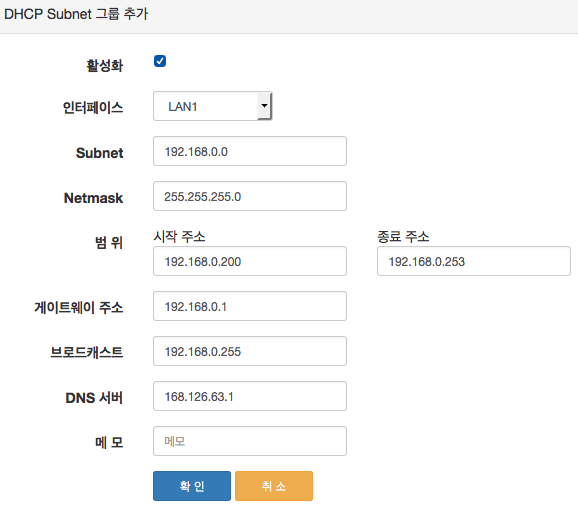 DHCP Subnet 그룹 추가
활성화
인터페이스 LAN1
Subnet 192.168.0.0
Netmask 255.255.255.0
범 위 시작 주소 종료 주소
192.168.0.200 192.168.0.253
게이트웨이 주소 192.168.0.1
브로드캐스트 192.168.0.255
DNS 서버 168.126.63.1
메 모 메모
확 인 취 소